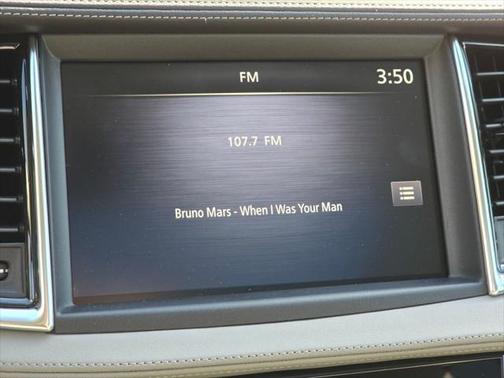 FM 3:50
107.7 FM
Bruno Mars - When I Was Your Man